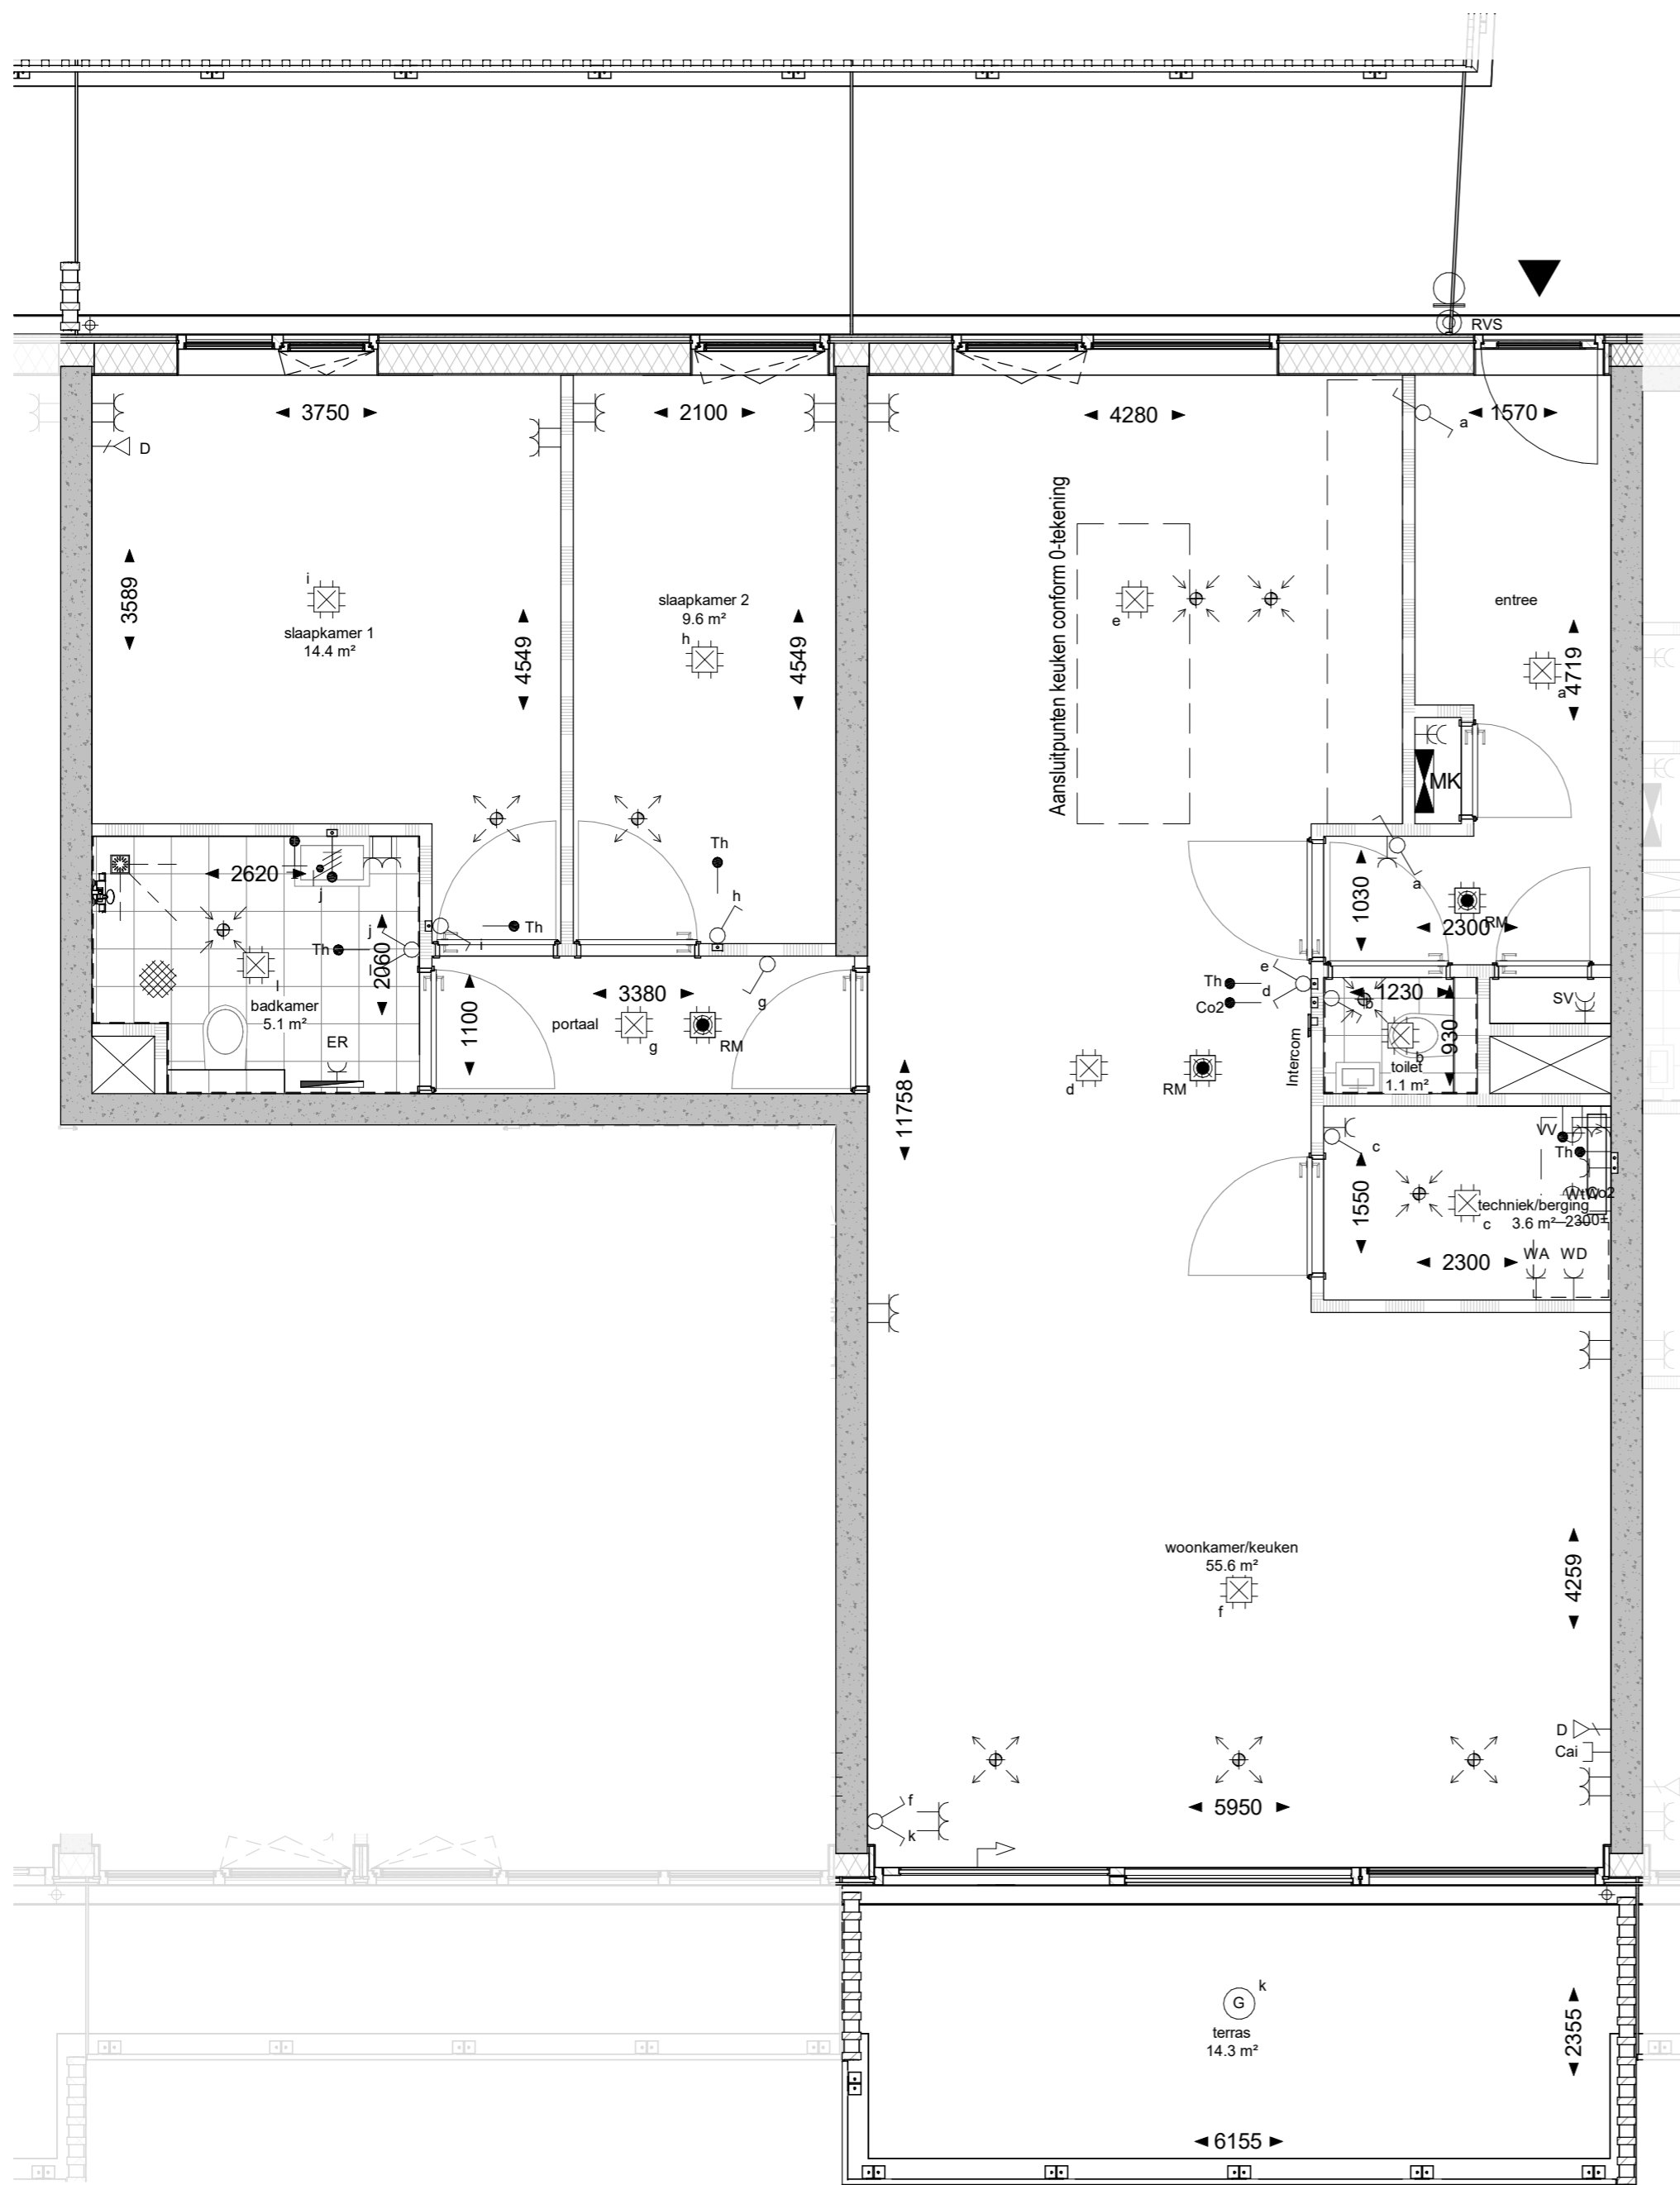 RVS
3750
2100
4280
1570
a
D
Aansluitpunten keuken conform 0-tekening
3589
i
slaapkamer 1
14.4 m²
4549
slaapkamer 2
9.6 m²
h
4549
e
entree
4719
a
MK
Th
h
2620
j
j
Th
2060
i
Th
l
badkamer
5.1 m²
ER
1100
portaal
3380
g
g
RM
a
1030
2300
RM
Th
Co2
e
d
Intercom
1230
b
930
b
toilet
1.1 m²
SV
11758
d
RM
c
VV
Th
1550
techniek/berging
3.6 m²
c
2300±
2300
WA
WD
woonkamer/keuken
55.6 m²
f
4259
D
Cai
f
k
5950
k
G
terras
14.3 m²
2355
6155